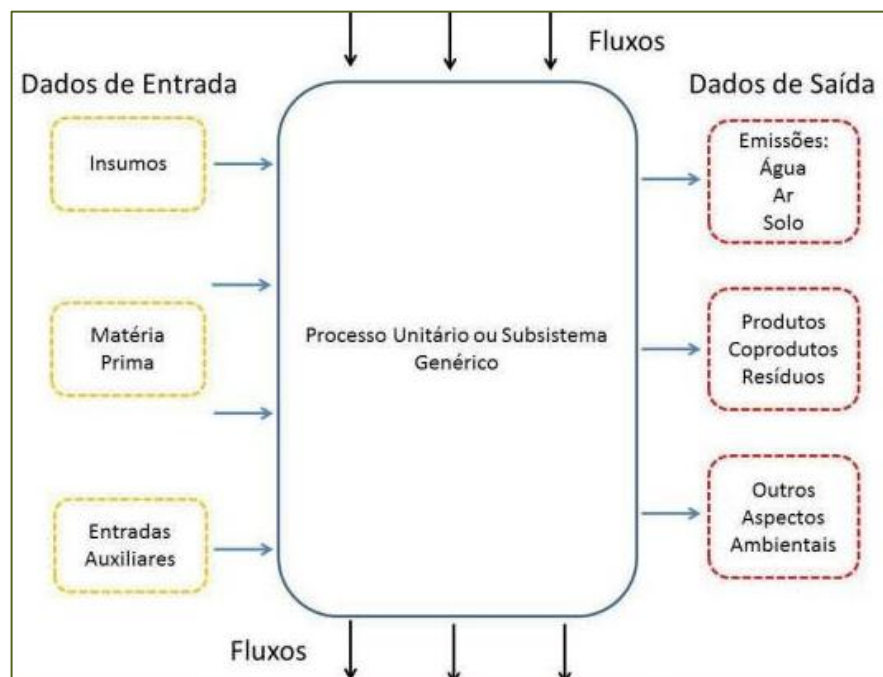 Fluxos
Dados de Entrada
Dados de Saída
Insumos
Emissões:
Água
Ar
Solo
Matéria
Prima
Processo Unitário ou Subsistema
Genérico
Produtos
Coprodutos
Resíduos
Entradas
Auxiliares
Outros
Aspectos
Ambientais
Fluxos